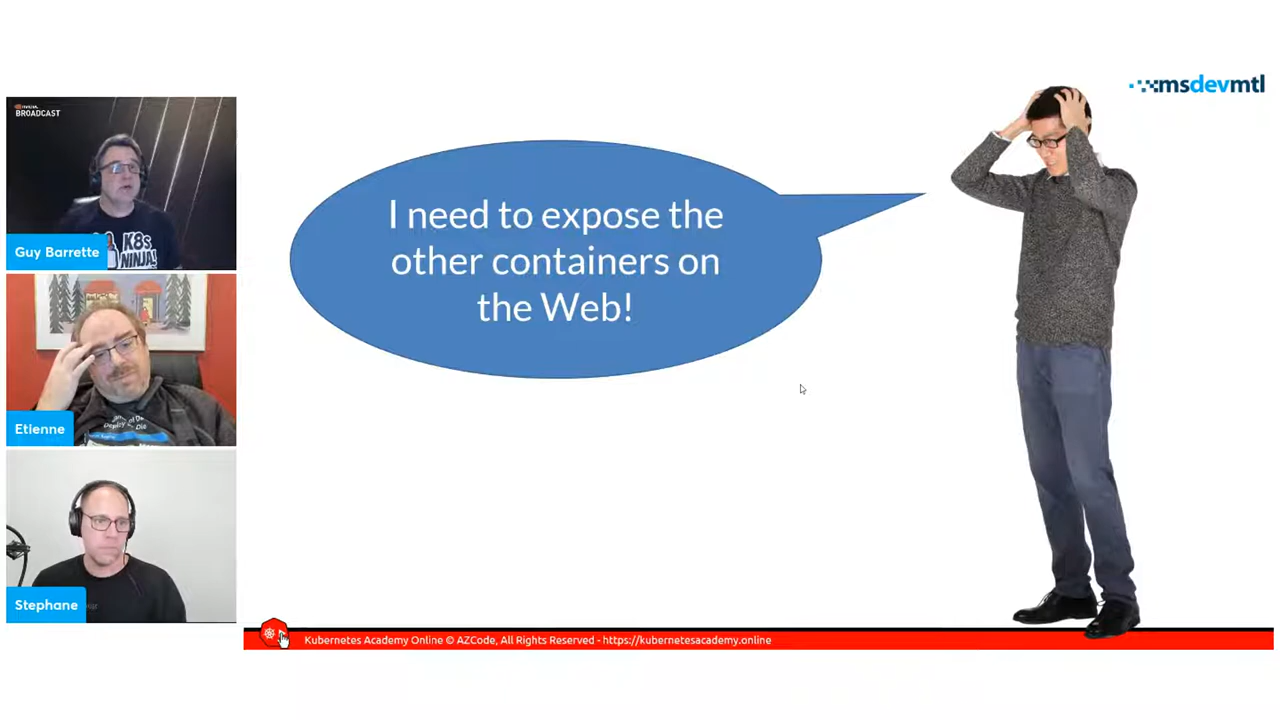 msdevmtl
BROADCAST
K8s
NINJA!
Guy Barrette
I need to expose the
other containers on
the Web!
Etienne
Stephane
Kubernetes Academy Online © AZCode, All Rights Reserved - https://kubernetesacademy.online